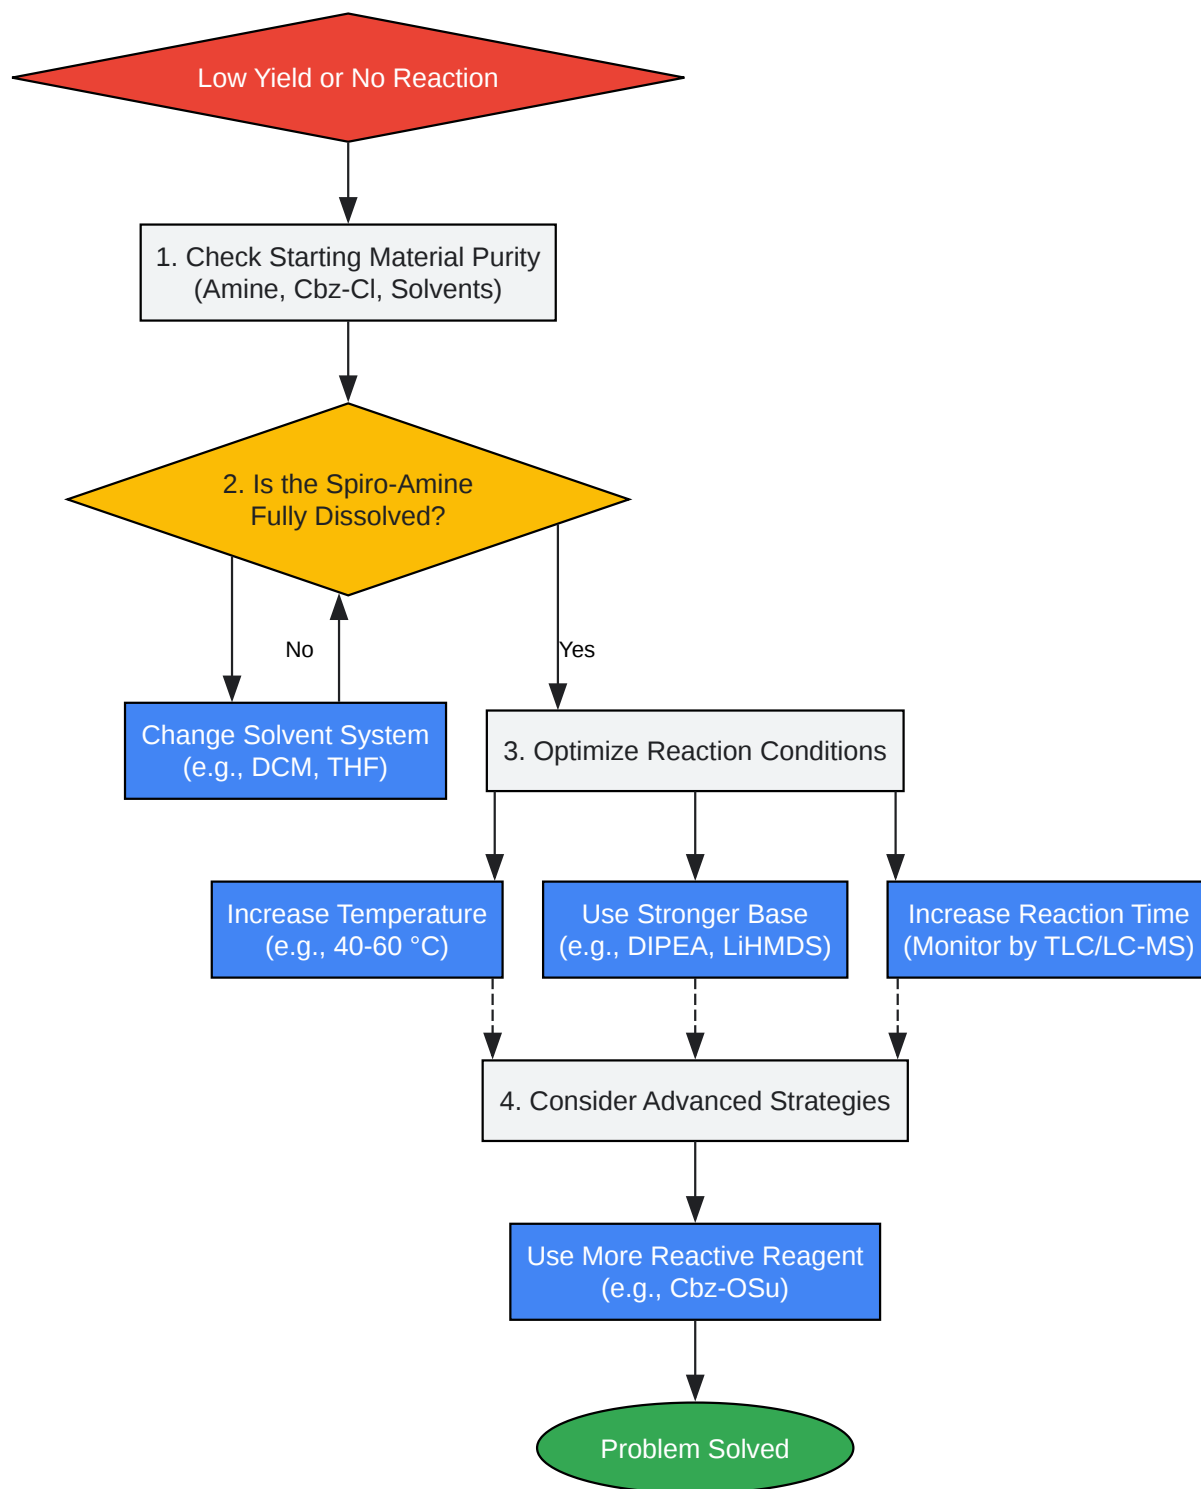 Low Yield or No Reaction
1. Check Starting Material Purity
(Amine, Cbz-Cl, Solvents)
2. Is the Spiro-Amine
Fully Dissolved?
No
Yes
Change Solvent System
(e.g., DCM, THF)
3. Optimize Reaction Conditions
Increase Temperature
(e.g., 40-60 °C)
Use Stronger Base
(e.g., DIPEA, LiHMDS)
Increase Reaction Time
(Monitor by TLC/LC-MS)
4. Consider Advanced Strategies
Use More Reactive Reagent
(e.g., Cbz-OSu)
Problem Solved